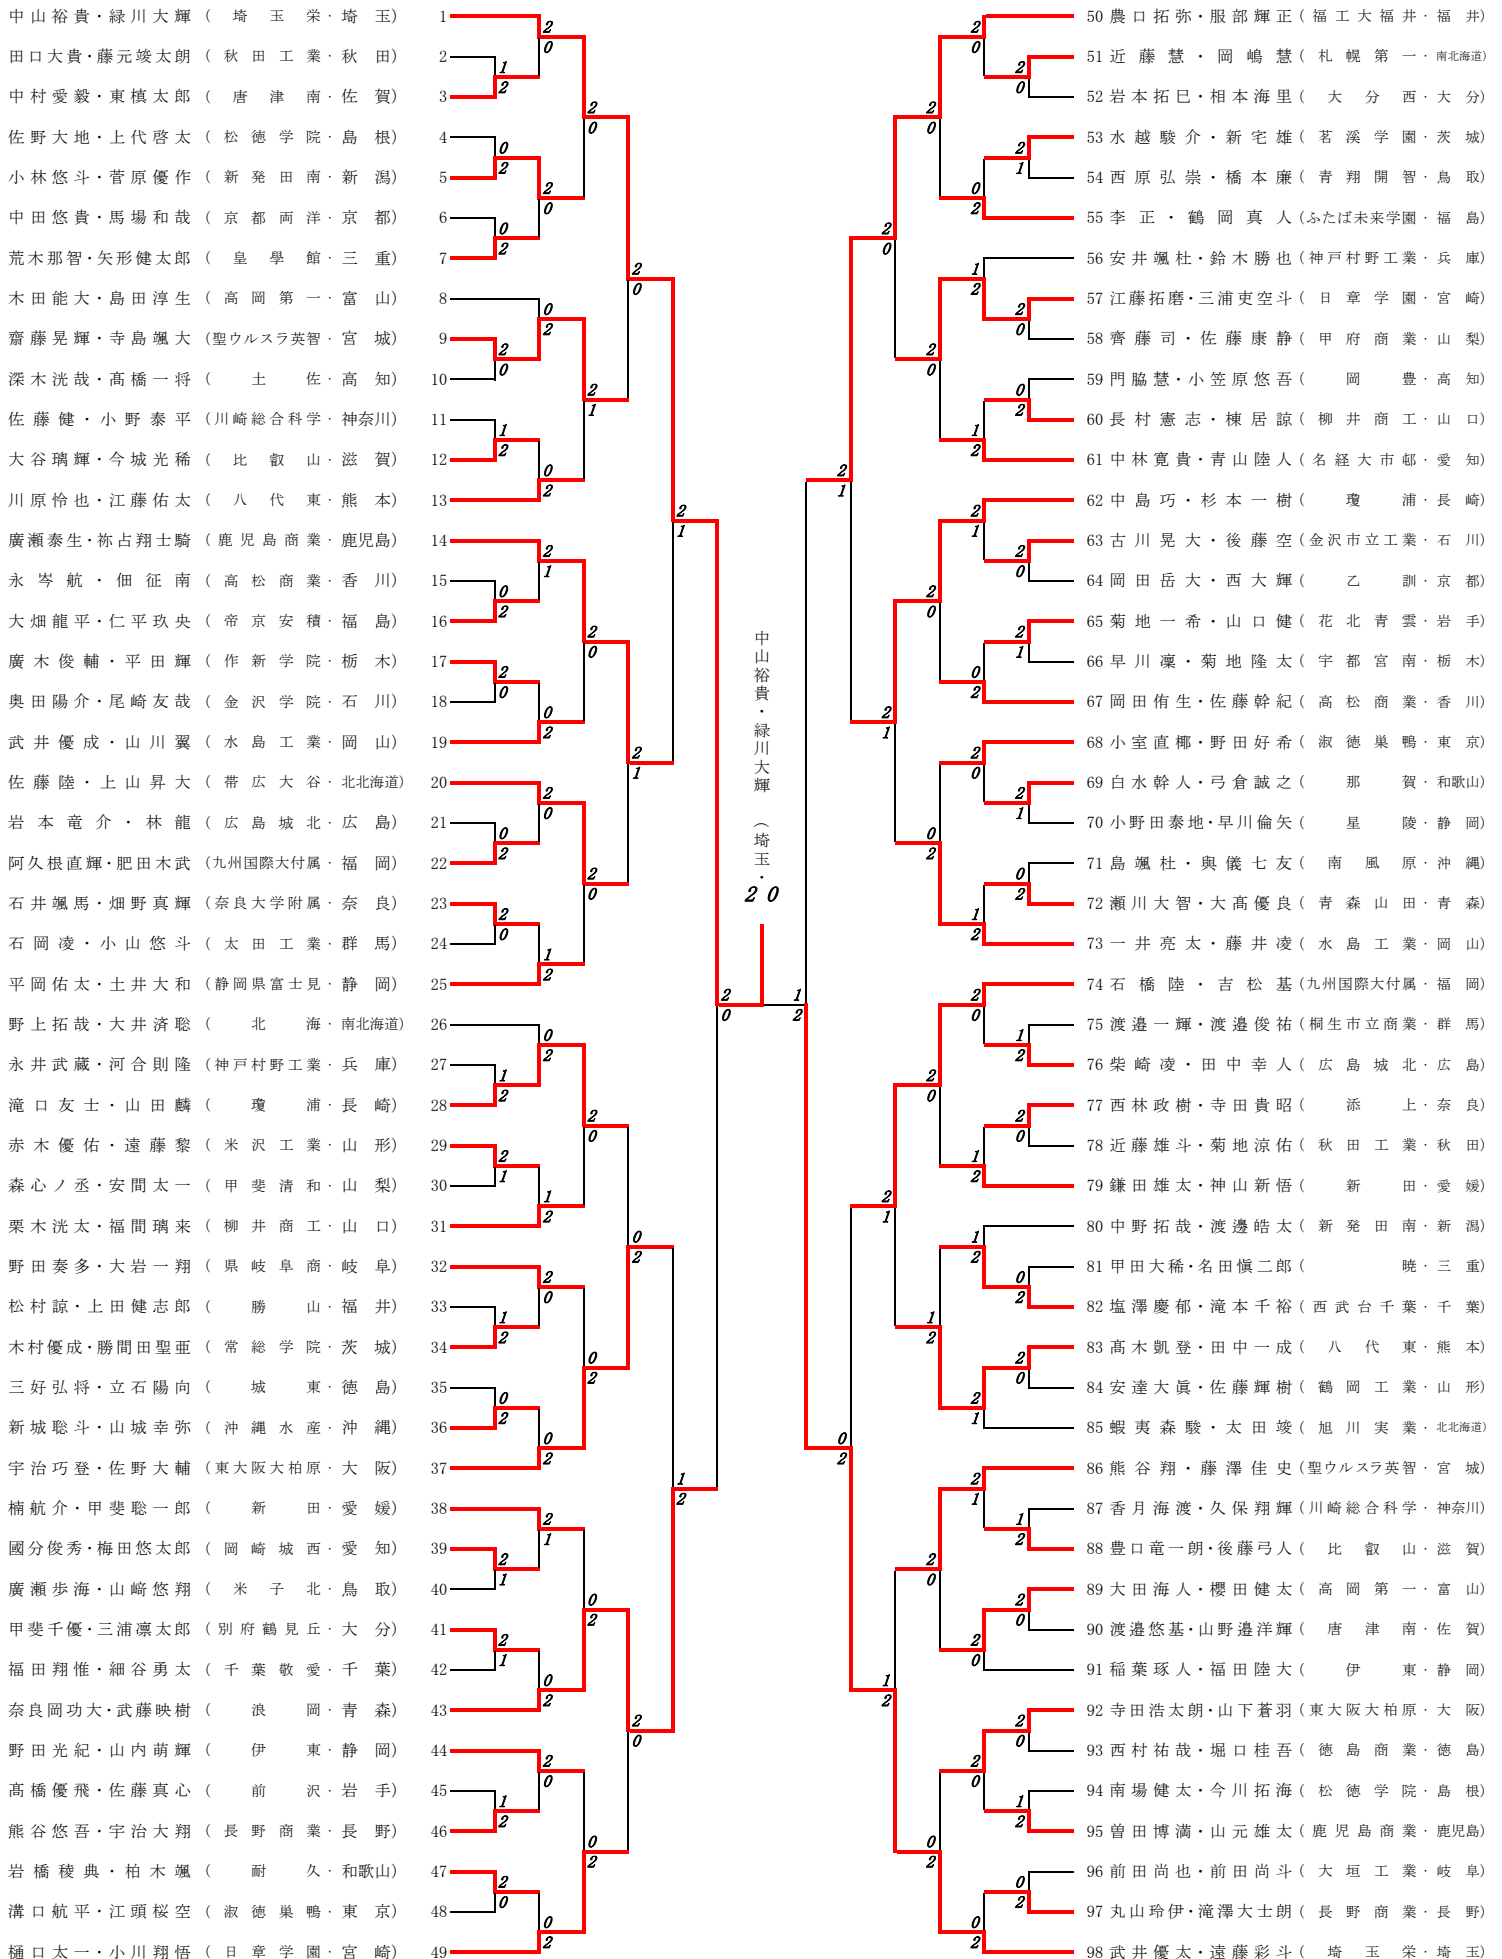 中山裕貴・緑川大輝 (埼玉栄・埼玉) 1
田口大貴・藤元竣太朗 (秋田工業・秋田) 2
中村愛毅・東槙太郎 (唐津南・佐賀) 3
佐野大地・上代啓太 (松徳学院・島根) 4
小林悠斗・菅原優作 (新発田南・新潟) 5
中田悠貴・馬場和哉 (京都両洋・京都) 6
荒木那智・矢形健太郎 (皇學館・三重) 7
木田能大・島田淳生 (高岡第一・富山) 8
齋藤晃輝・寺島颯大 (聖ウルスラ英智・宮城) 9
深木洸哉・髙橋一将 (土佐・高知) 10
佐藤健・小野泰平 (川崎総合科学・神奈川) 11
大谷璃輝・今城光稀 (比叡山・滋賀) 12
川原怜也・江藤佑太 (八代東・熊本) 13
廣瀬泰生・祢占翔士騎 (鹿児島商業・鹿児島) 14
永岑航・佃征南 (高松商業・香川) 15
大畑龍平・仁平玖央 (帝京安積・福島) 16
廣木俊輔・平田輝 (作新学院・栃木) 17
奥田陽介・尾崎友哉 (金沢学院・石川) 18
武井優成・山川翼 (水島工業・岡山) 19
佐藤陸・上山昇大 (帯広大谷・北北海道) 20
岩本竜介・林龍 (広島城北・広島) 21
阿久根直輝・肥田木武 (九州国際大付属・福岡) 22
石井颯馬・畑野真輝 (奈良大学附属・奈良) 23
石岡凌・小山悠斗 (太田工業・群馬) 24
平岡佑太・土井大和 (静岡県富士見・静岡) 25
野上拓哉・大井済聡 (北海・南北海道) 26
永井武蔵・河合則隆 (神戸村野工業・兵庫) 27
滝口友士・山田麟 (瓊浦・長崎) 28
赤木優佑・遠藤黎 (米沢工業・山形) 29
森心ノ丞・安間太一 (甲斐清和・山梨) 30
栗木洸太・福間璃来 (柳井商工・山口) 31
野田奏多・大岩一翔 (県岐阜商・岐阜) 32
松村諒・上田健志郎 (勝山・福井) 33
木村優成・勝間田聖亜 (常総学院・茨城) 34
三好弘将・立石陽向 (城東・徳島) 35
新城聡斗・山城幸弥 (沖縄水産・沖縄) 36
宇治巧登・佐野大輔 (東大阪大柏原・大阪) 37
楠航介・甲斐聡一郎 (新田・愛媛) 38
國分俊秀・梅田悠太郎 (岡崎城西・愛知) 39
廣瀬歩海・山﨑悠翔 (米子北・鳥取) 40
甲斐千優・三浦凛太郎 (別府鶴見丘・大分) 41
福田翔惟・細谷勇太 (千葉敬愛・千葉) 42
奈良岡功大・武藤映樹 (浪岡・青森) 43
野田光紀・山内萌輝 (伊東・静岡) 44
髙橋優飛・佐藤真心 (前沢・岩手) 45
熊谷悠吾・宇治大翔 (長野商業・長野) 46
岩橋稜典・柏木颯 (耐久・和歌山) 47
溝口航平・江頭桜空 (淑徳巣鴨・東京) 48
樋口太一・小川翔悟 (日章学園・宮崎) 49
中山裕貴・緑川大輝 (埼玉・
2 0
50 農口拓弥・服部輝正 (福工大福井・福井)
51 近藤慧・岡嶋慧 (札幌第一・南北海道)
52 岩本拓巳・相本海里 (大分西・大分)
53 水越駿介・新宅雄 (茗溪学園・茨城)
54 西原弘崇・橋本廉 (青翔開智・鳥取)
55 李正・鶴岡真人 (ふたば未来学園・福島)
56 安井颯杜・鈴木勝也 (神戸村野工業・兵庫)
57 江藤拓磨・三浦吏空斗 (日章学園・宮崎)
58 齊藤司・佐藤康静 (甲府商業・山梨)
59 門脇慧・小笠原悠吾 (岡豊・高知)
60 長村憲志・棟居諒 (柳井商工・山口)
61 中林寛貴・青山陸人 (名経大市邨・愛知)
62 中島巧・杉本一樹 (瓊浦・長崎)
63 古川晃大・後藤空 (金沢市立工業・石川)
64 岡田岳大・西大輝 (乙訓・京都)
65 菊地一希・山口健 (花北青雲・岩手)
66 早川凜・菊地隆太 (宇都宮南・栃木)
67 岡田侑生・佐藤幹紀 (高松商業・香川)
68 小室直梛・野田好希 (淑徳巣鴨・東京)
69 白水幹人・弓倉誠之 (那賀・和歌山)
70 小野田泰地・早川倫矢 (星陵・静岡)
71 島颯杜・與儀七友 (南風原・沖縄)
72 瀬川大智・大髙優良 (青森山田・青森)
73 一井亮太・藤井凌 (水島工業・岡山)
74 石橋陸・吉松基 (九州国際大付属・福岡)
75 渡邉一輝・渡邉俊祐 (桐生市立商業・群馬)
76 柴崎凌・田中幸人 (広島城北・広島)
77 西林政樹・寺田貴昭 (添上・奈良)
78 近藤雄斗・菊地涼佑 (秋田工業・秋田)
79 鎌田雄太・神山新悟 (新田・愛媛)
80 中野拓哉・渡邊皓太 (新発田南・新潟)
81 甲田大稀・名田愼二郎 (暁・三重)
82 塩澤慶郁・滝本千裕 (西武台千葉・千葉)
83 髙木凱登・田中一成 (八代東・熊本)
84 安達大眞・佐藤輝樹 (鶴岡工業・山形)
85 蝦夷森駿・太田竣 (旭川実業・北北海道)
86 熊谷翔・藤澤佳史 (聖ウルスラ英智・宮城)
87 香月海渡・久保翔輝 (川崎総合科学・神奈川)
88 豊口竜一朗・後藤弓人 (比叡山・滋賀)
89 大田海人・櫻田健太 (高岡第一・富山)
90 渡邉悠基・山野邉洋輝 (唐津南・佐賀)
91 稲葉琢人・福田陸大 (伊東・静岡)
92 寺田浩太朗・山下蒼羽 (東大阪大柏原・大阪)
93 西村祐哉・堀口桂吾 (徳島商業・徳島)
94 南場健太・今川拓海 (松徳学院・島根)
95 曽田博満・山元雄太 (鹿児島商業・鹿児島)
96 前田尚也・前田尚斗 (大垣工業・岐阜)
97 丸山玲伊・滝澤大士朗 (長野商業・長野)
98 武井優太・遠藤彩斗 (埼玉栄・埼玉)